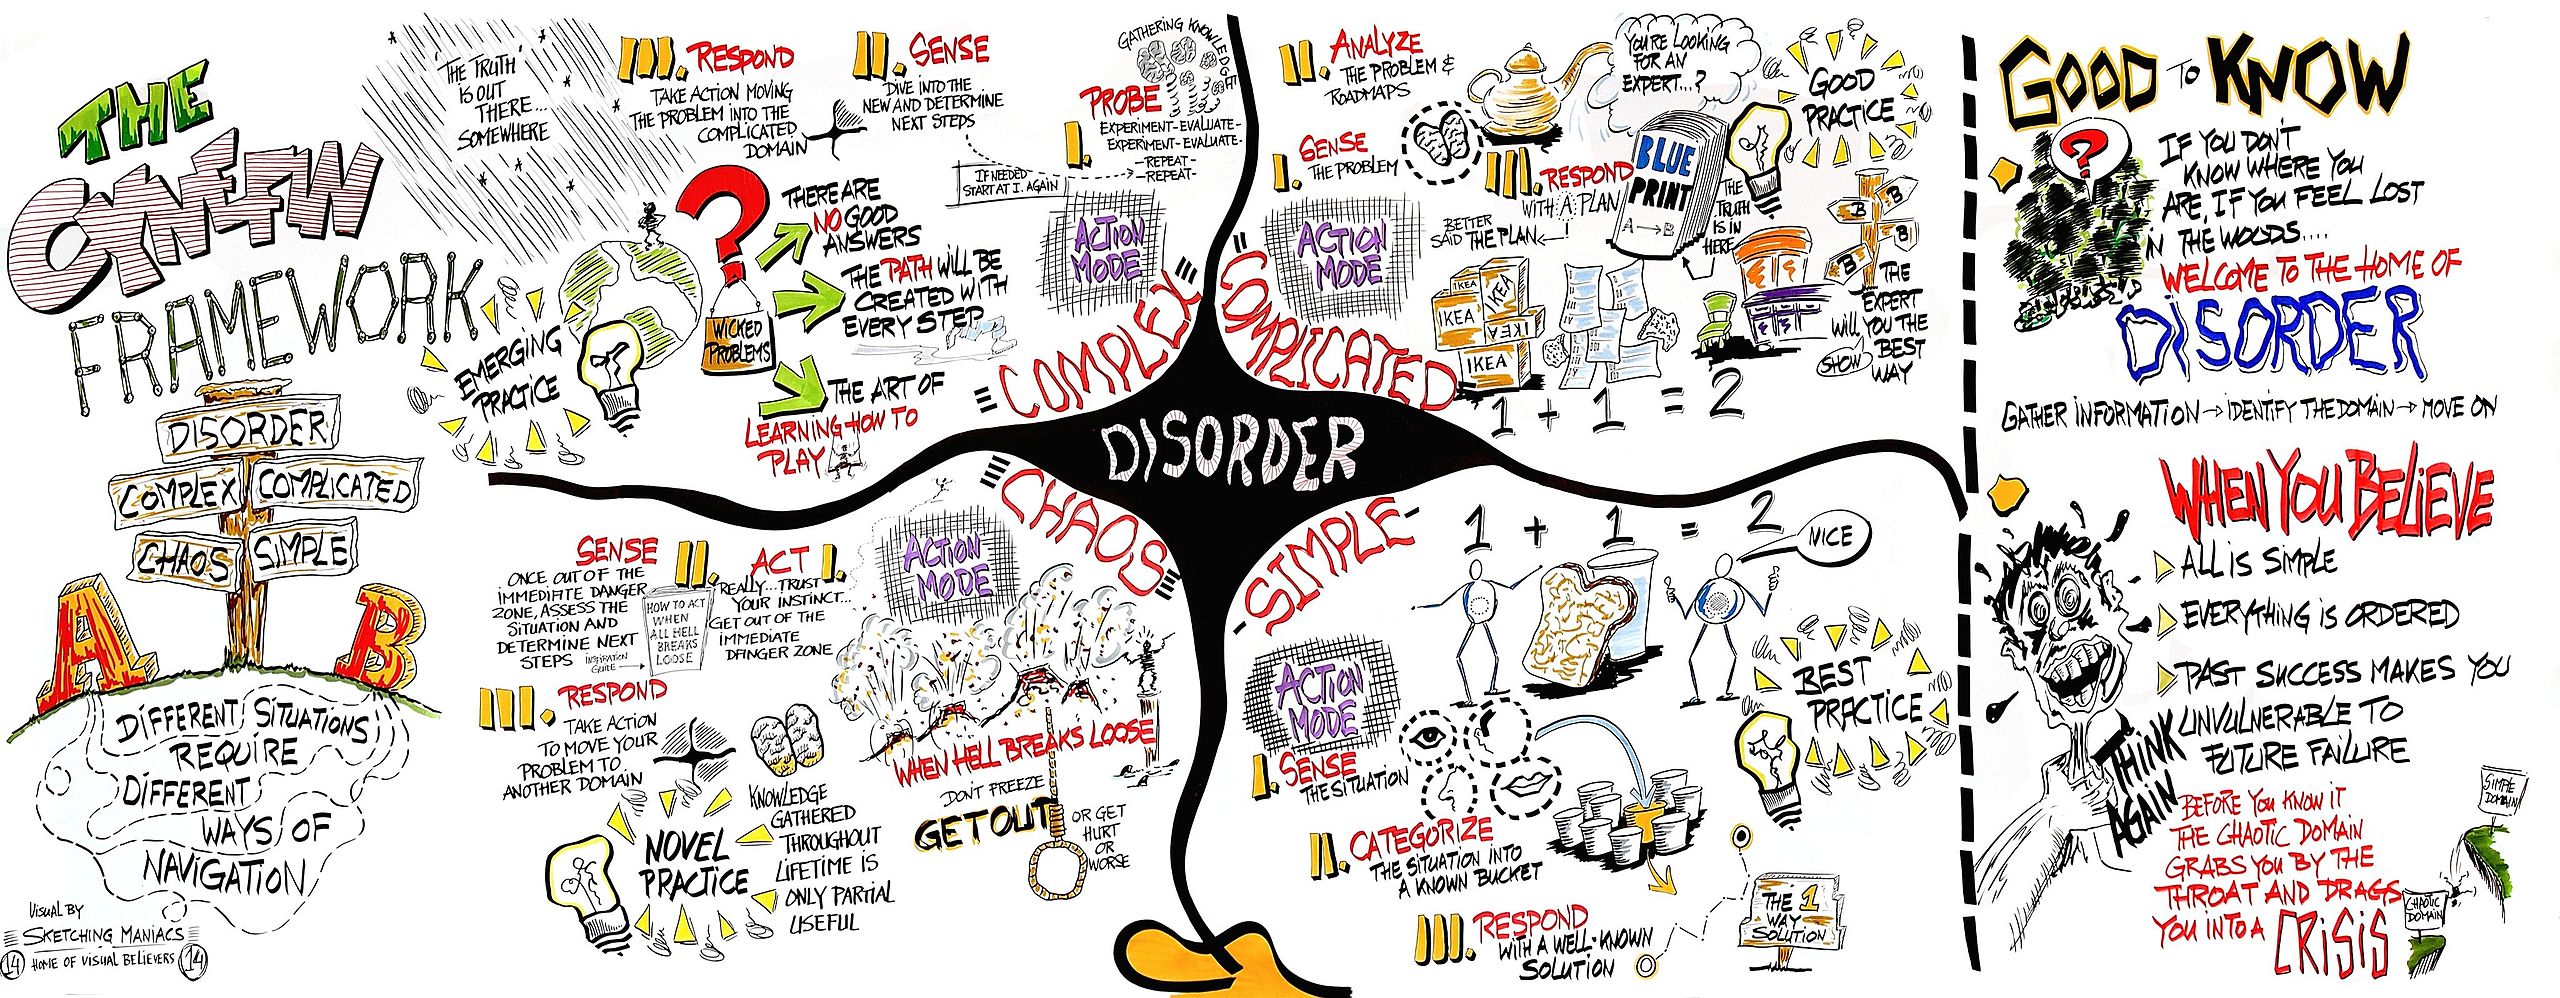 THE
CYNEFIN
FRAMEWORK
DISORDER
COMPLEX
COMPLICATED
CHAOS
SIMPLE
A
B
DIFFERENT SITUATIONS
REQUIRE
DIFFERENT
WAYS OF
NAVIGATION
VISUAL BY
SKETCHING MANIACS
HOME OF VISUAL BELIEVERS
14
14
'THE TRUTH'
IS OUT
THERE...
SOMEWHERE
III. RESPOND
TAKE ACTION MOVING
THE PROBLEM INTO THE
COMPLICATED
DOMAIN
II. SENSE
DIVE INTO THE
NEW AND DETERMINE
NEXT STEPS
GATHERING KNOWLEDGE
PROBE
I.
EXPERIMENT-EVALUATE-
EXPERIMENT-EVALUATE-
-REPEAT-
-REPEAT-
IF NEEDED
START AT I. AGAIN
ACTION
MODE
?
WICKED
PROBLEMS
THERE ARE
NO GOOD
ANSWERS
THE PATH WILL BE
CREATED WITH
EVERY STEP
THE ART OF
LEARNING HOW TO
PLAY
EMERGING
PRACTICE
COMPLEX
II. ANALYZE
THE PROBLEM &
ROADMAPS
I. SENSE
THE PROBLEM
YOU'RE LOOKING
FOR AN
EXPERT...?
GOOD
PRACTICE
III. RESPOND
WITH A PLAN
BETTER
SAID THE PLAN
BLUE
PRINT
A→B
THE
TRUTH
IS IN
HERE
B
B
B
B
B
ACTION
MODE
IKEA
IKEA
IKEA
IKEA
IKEA
THE
EXPERT
WILL YOU THE
SHOW
BEST
WAY
1 + 1 = 2
COMPLICATED
DISORDER
CHAOS
ACTION
MODE
ACT I.
REALLY...TRUST
YOUR INSTINCT...
GET OUT OF THE
IMMEDIATE
DANGER ZONE
SENSE II.
ONCE OUT OF THE
IMMEDIATE DANGER
ZONE, ASSESS THE
SITUATION AND
DETERMINE NEXT
STEPS
INSPIRATION
GUIDE
HOW TO ACT
WHEN
ALL HELL
BREAKS
LOOSE
III. RESPOND
TAKE ACTION
TO MOVE YOUR
PROBLEM TO
ANOTHER DOMAIN
NOVEL
PRACTICE
KNOWLEDGE
GATHERED
THROUGHOUT
LIFETIME IS
ONLY PARTIAL
USEFUL
WHEN HELL BREAKS LOOSE
DON'T FREEZE
GET OUT
OR GET
HURT
OR
WORSE
SIMPLE
1 + 1 = 2
NICE
ACTION
MODE
I. SENSE
THE SITUATION
II. CATEGORIZE
THE SITUATION INTO
A KNOWN BUCKET
III. RESPOND
WITH A WELL-KNOWN
SOLUTION
THE 1
WAY
SOLUTION
BEST
PRACTICE
GOOD TO KNOW
?
IF YOU DON'T
KNOW WHERE YOU
ARE, IF YOU FEEL LOST
IN THE WOODS....
WELCOME TO THE HOME OF
DISORDER
GATHER INFORMATION → IDENTIFY THE DOMAIN → MOVE ON
WHEN YOU BELIEVE
ALL IS SIMPLE
EVERYTHING IS ORDERED
PAST SUCCESS MAKES YOU
UNVULNERABLE TO
FUTURE FAILURE
THINK
AGAIN
BEFORE YOU KNOW IT
THE CHAOTIC DOMAIN
GRABS YOU BY THE
THROAT AND DRAGS
YOU INTO A CRISIS
SIMPLE
DOMAIN
CHAOTIC
DOMAIN